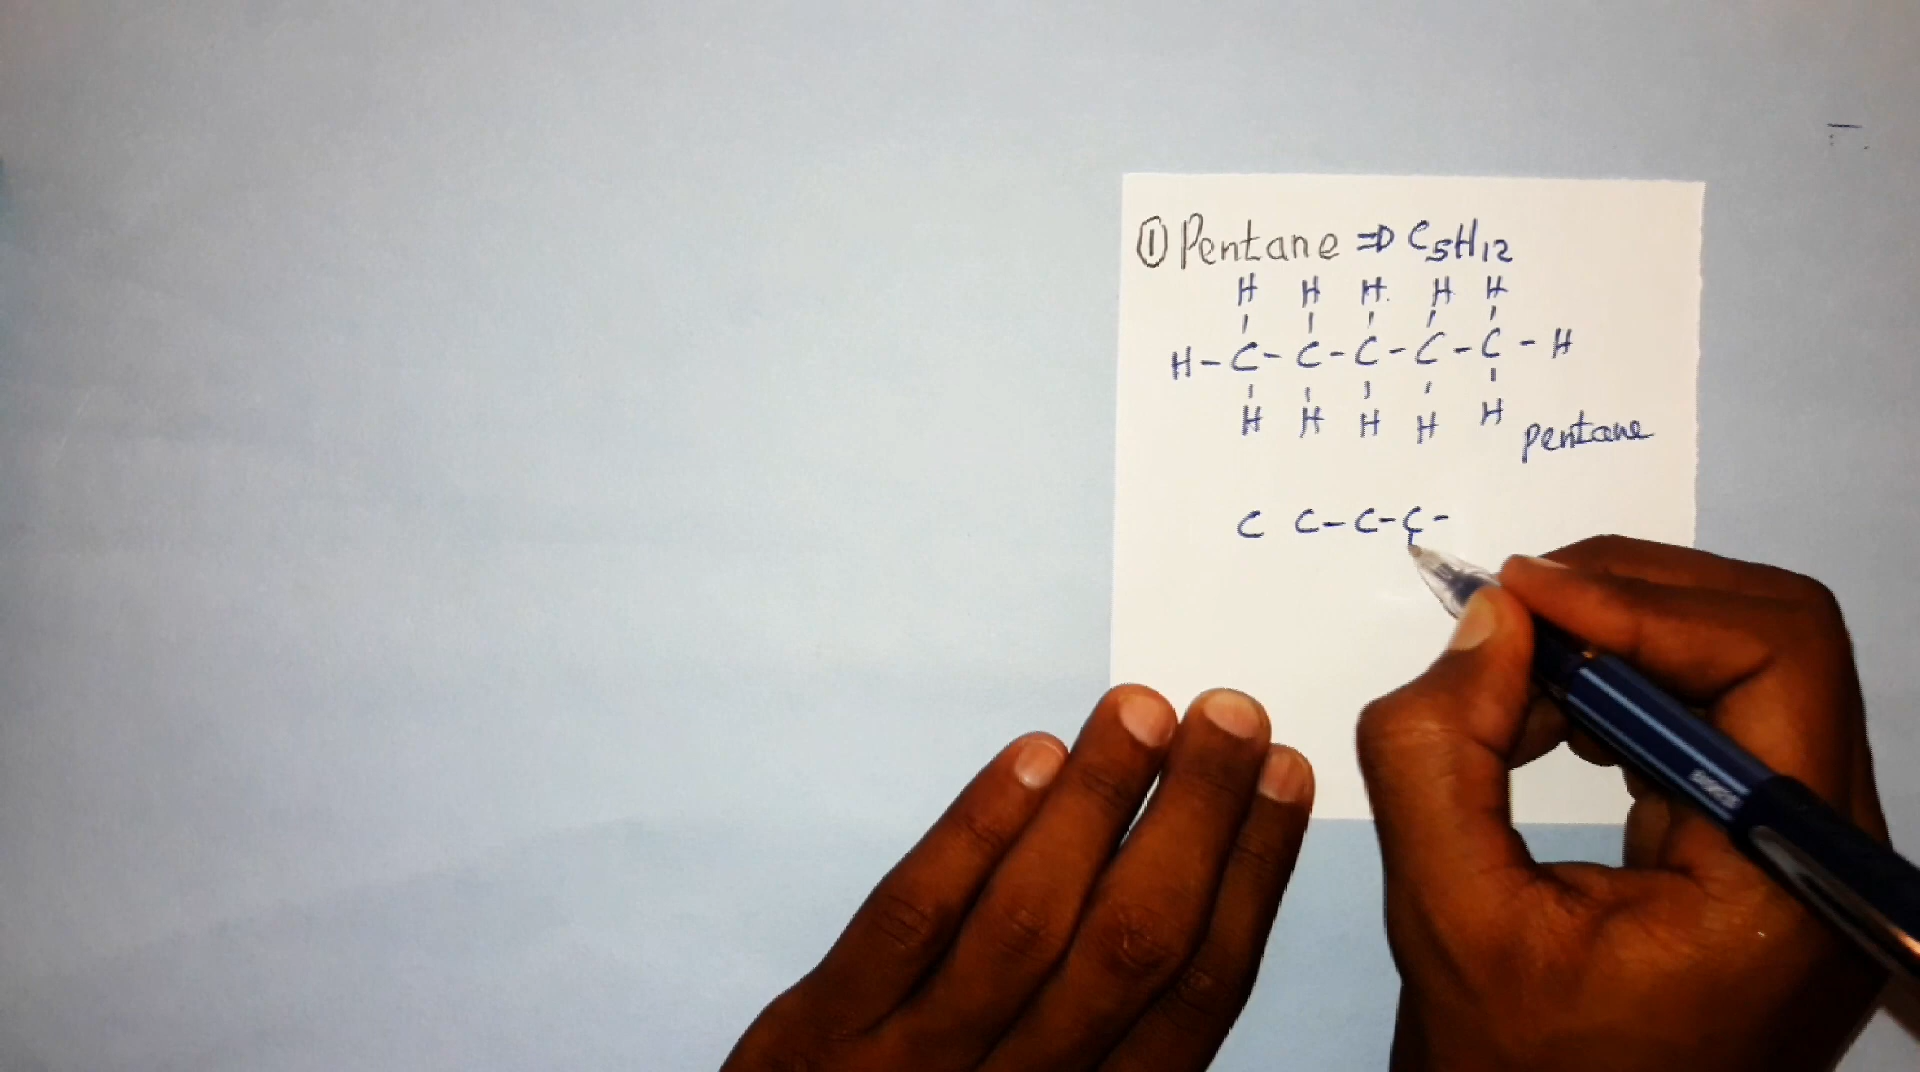 ① Pentane ⇒ C5H12
H H H H H
H-C-C-C-C-C-H
H H H H H
pentane
C C-C-C-